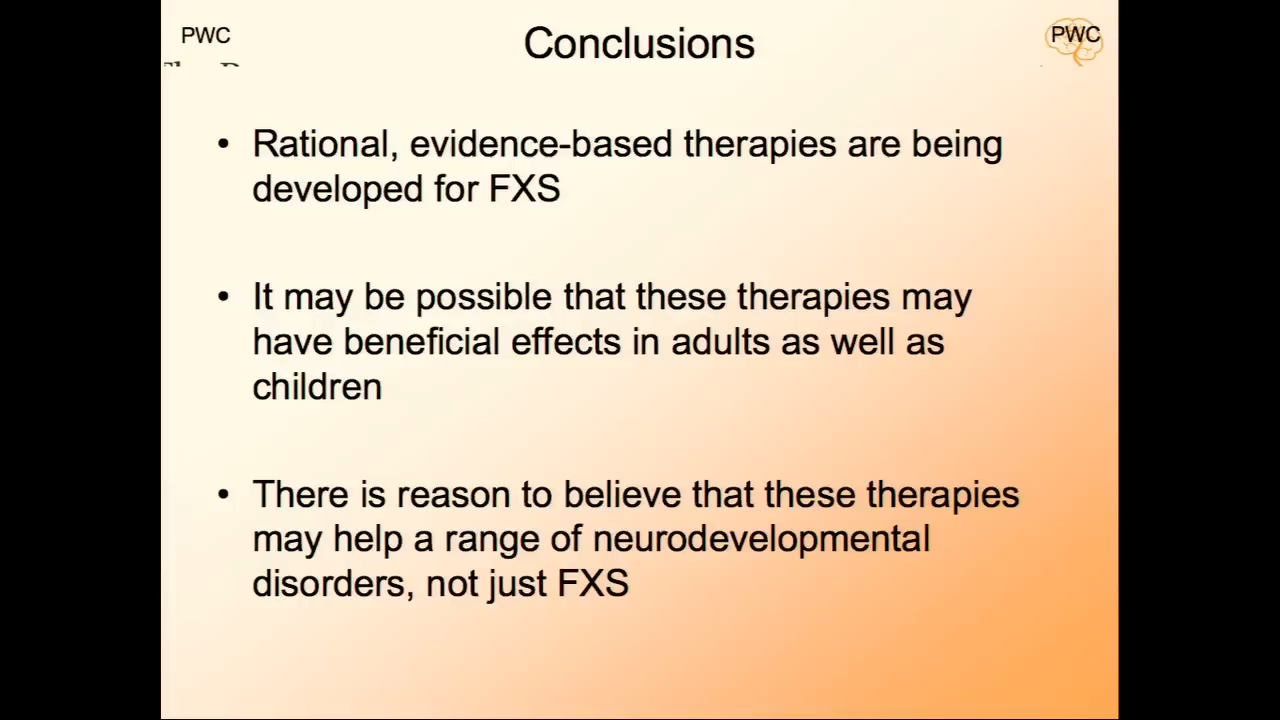 PWC
Conclusions
PWC
• Rational, evidence-based therapies are being
developed for FXS
• It may be possible that these therapies may
have beneficial effects in adults as well as
children
• There is reason to believe that these therapies
may help a range of neurodevelopmental
disorders, not just FXS